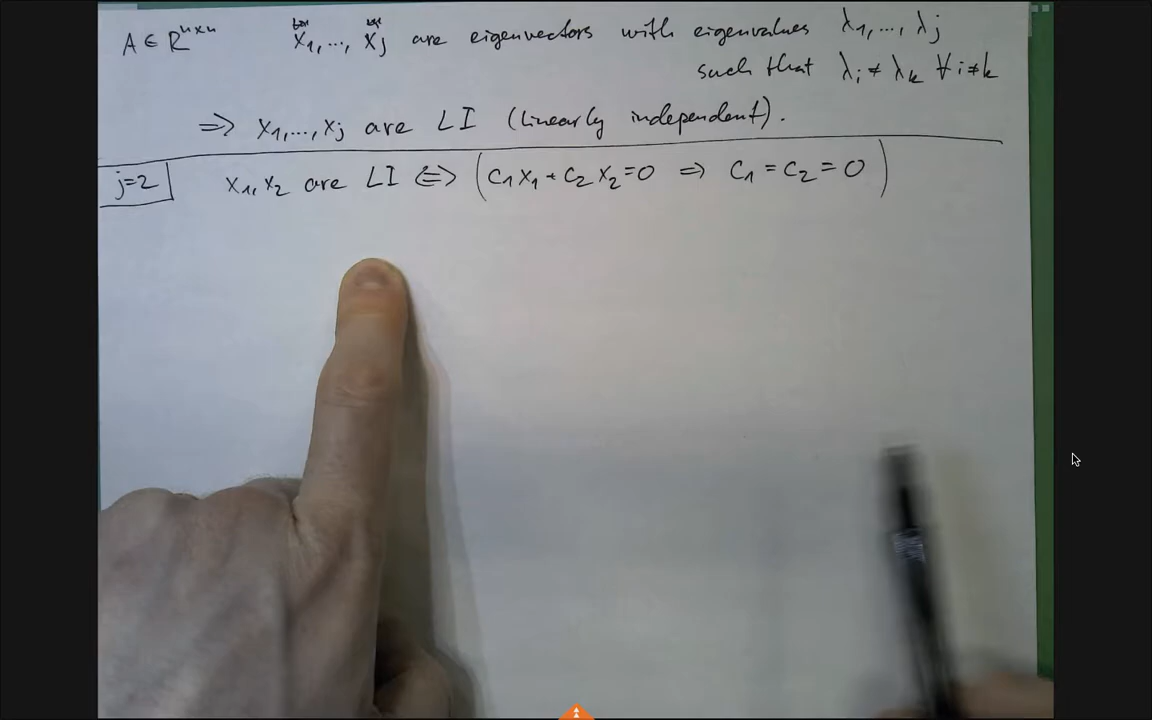 A ∈ ℝⁿˣⁿ x₁, ..., xⱼ are eigenvectors with eigenvalues λ₁, ..., λⱼ
such that λᵢ ≠ λₖ ∀ i ≠ k
⇒ x₁, ..., xⱼ are LI (linearly independent).
j=2 x₁, x₂ are LI ⇔ (c₁x₁ + c₂x₂ = 0 ⇒ c₁ = c₂ = 0)